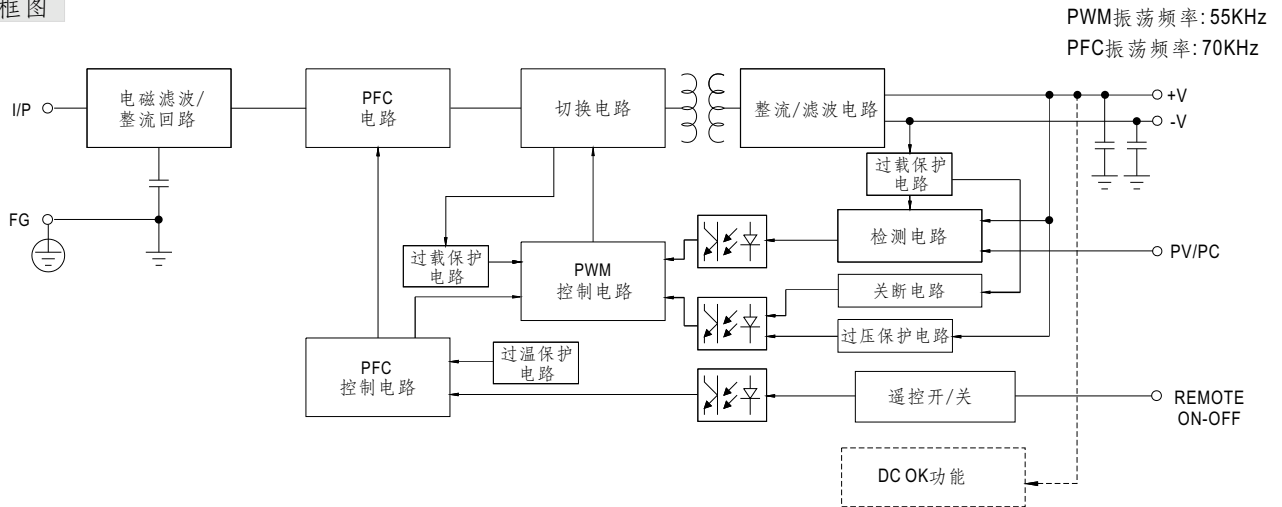 框图
PWM振荡频率: 55KHz
PFC振荡频率: 70KHz
I/P
电磁滤波/
整流回路
PFC
电路
切换电路
整流/滤波电路
+V
-V
过载保护
电路
FG
过载保护
电路
PWM
控制电路
检测电路
PV/PC
关断电路
过压保护电路
PFC
控制电路
过温保护
电路
遥控开/关
REMOTE
ON-OFF
DC OK功能